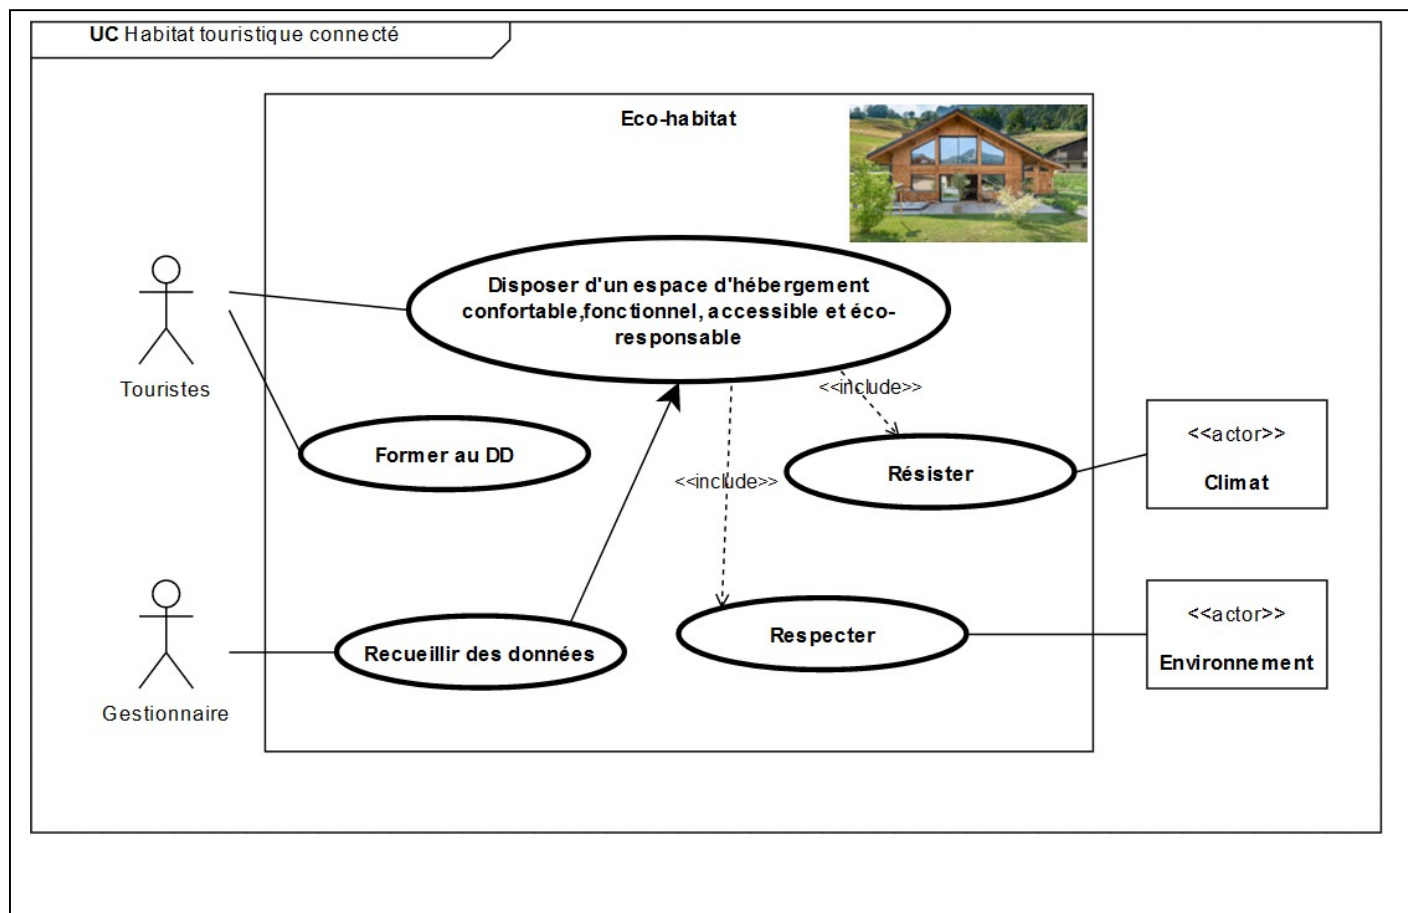 UC Habitat touristique connecté
Eco-habitat
Disposer d'un espace d'hébergement
confortable,fonctionnel, accessible et éco-
responsable
Touristes
<<include>>
Former au DD
Résister
<<actor>>
Climat
<<include>>
Recueillir des données
Respecter
<<actor>>
Environnement
Gestionnaire